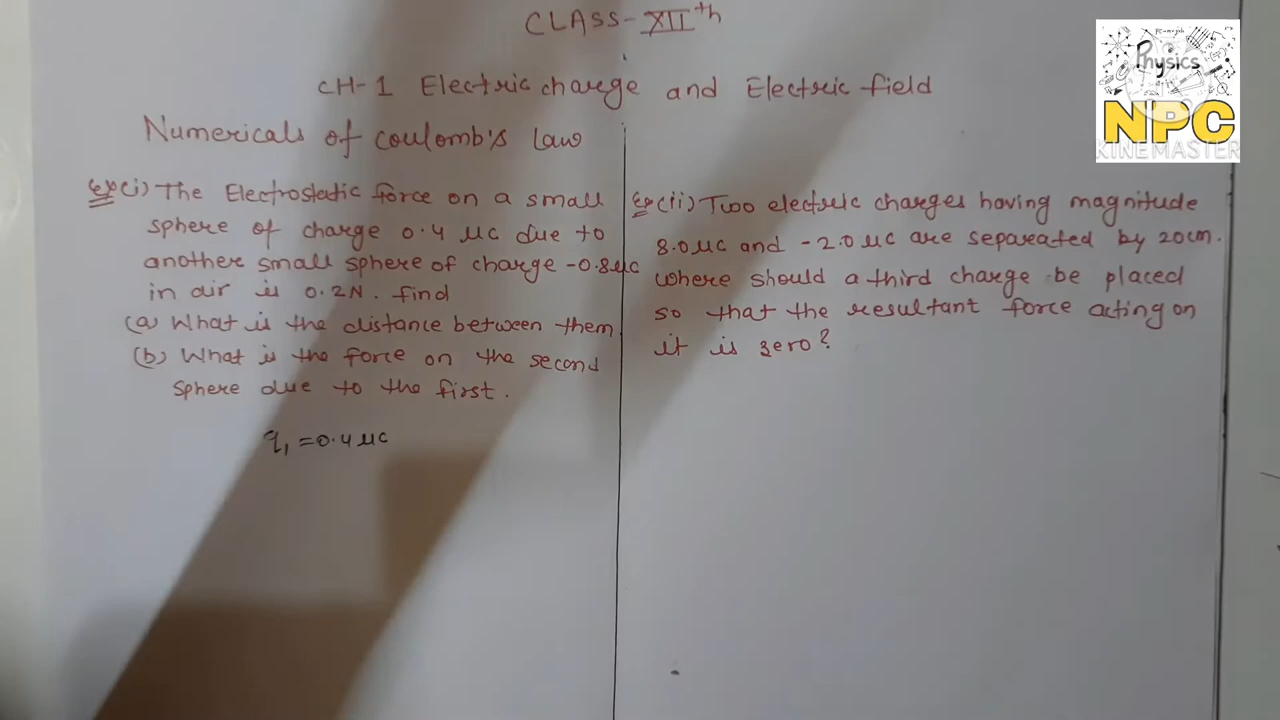 CLASS-XIIth
CH-1 Electric charge and Electric field
Numericals of coulomb's law
Ex(i) The Electrostatic force on a small
sphere of charge 0.4 μc due to
another small sphere of charge -0.8μc
in air is 0.2N. find
(a) What is the distance between them
(b) What is the force on the second
sphere due to the first.
q₁ = 0.4 μc
Ex(ii) Two electric charges having magnitude
8.0μc and -2.0μc are separated by 20cm.
where should a third charge be placed
so that the resultant force acting on
it is zero?
Physics
NPC
KINEMASTER